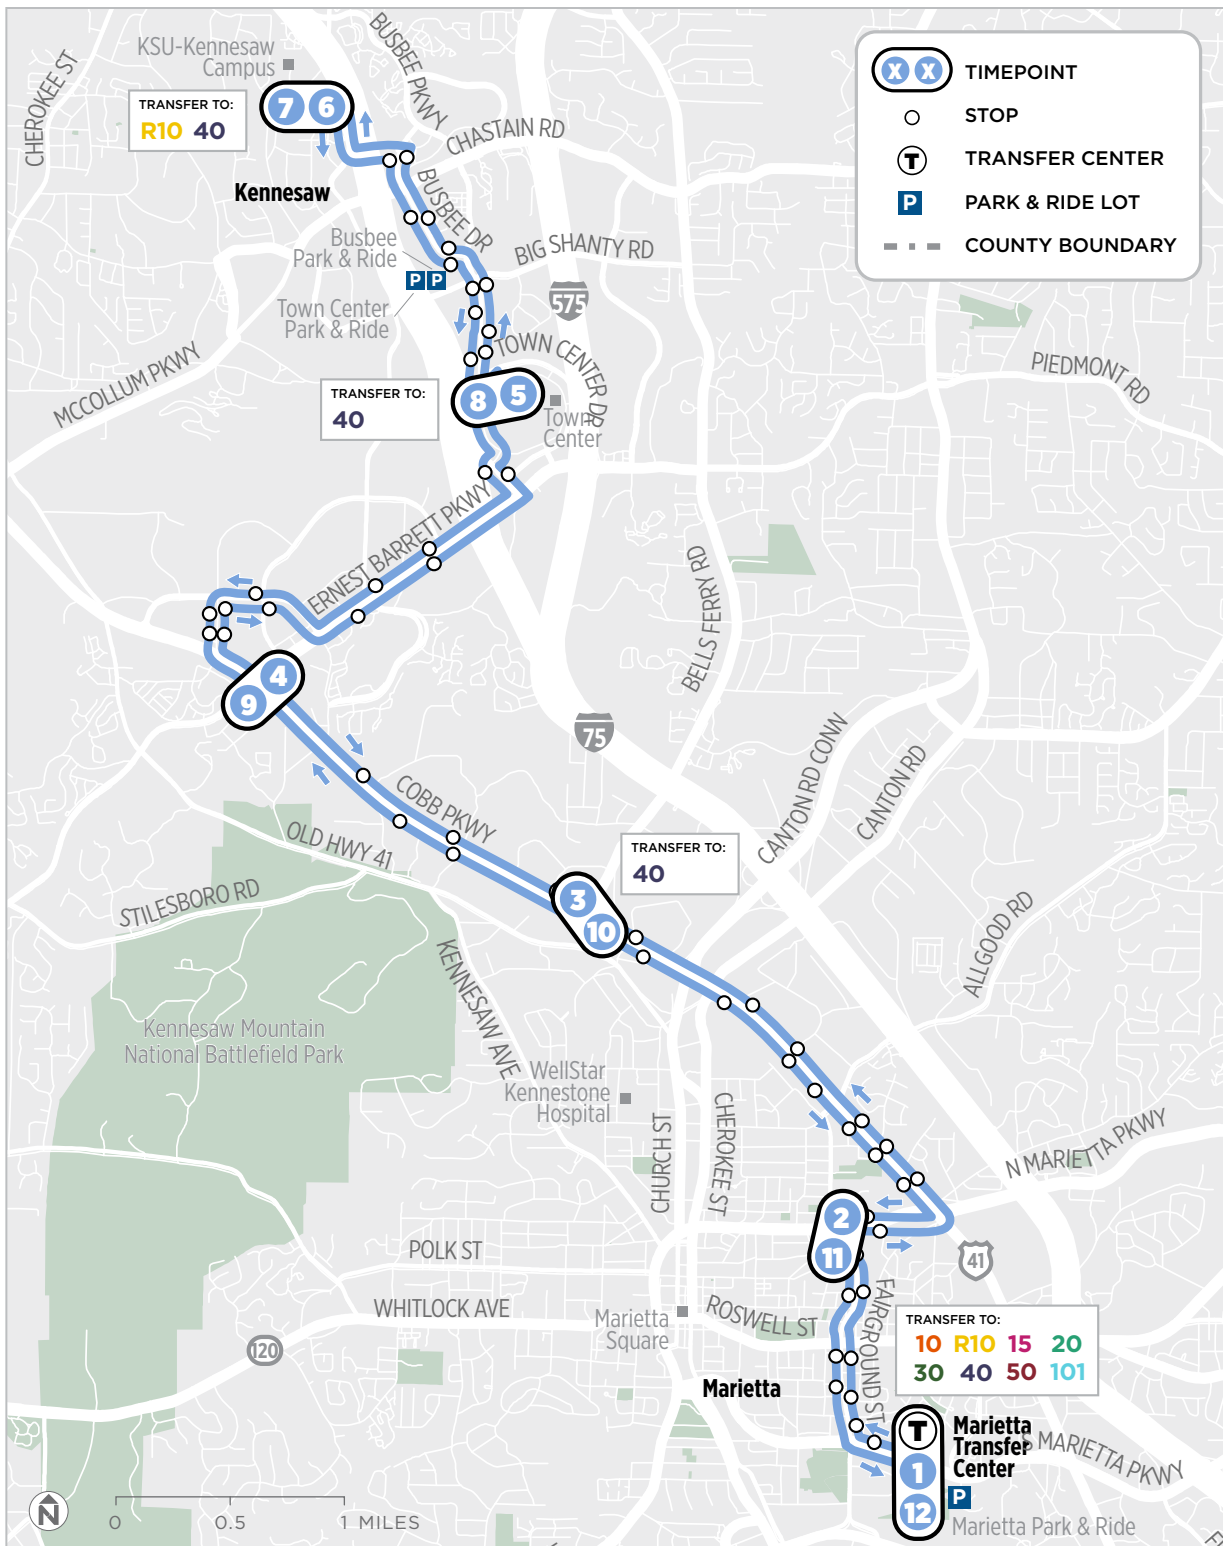 KSU-Kennesaw
Campus
CHEROKEE ST
BUSBEE PKWY
X X TIMEPOINT
STOP
T TRANSFER CENTER
P PARK & RIDE LOT
COUNTY BOUNDARY
TRANSFER TO:
R10 40
7 6
CHASTAIN RD
Kennesaw
BUSBEE DR
Busbee
Park & Ride
P P
BIG SHANTY RD
Town Center
Park & Ride
575
TOWN CENTER DR
MCCOLLUM PKWY
PIEDMONT RD
TRANSFER TO:
40
8 5
Town
Center
ERNEST BARRETT PKWY
BELLS FERRY RD
4
9
75
COBB PKWY
CANTON RD CONN
CANTON RD
OLD HWY 41
STILESBORO RD
TRANSFER TO:
40
3
10
KENNESAW AVE
ALLGOOD RD
Kennesaw Mountain
National Battlefield Park
WellStar
Kennestone
Hospital
CHURCH ST
CHEROKEE ST
N MARIETTA PKWY
2
11
41
POLK ST
WHITLOCK AVE
120
Marietta
Square
ROSWELL ST
FAIRGROUND ST
TRANSFER TO:
10 R10 15 20
30 40 50 101
Marietta
T
1
12
Marietta
Transfer
Center
S MARIETTA PKWY
P
Marietta Park & Ride
N
0 0.5 1 MILES